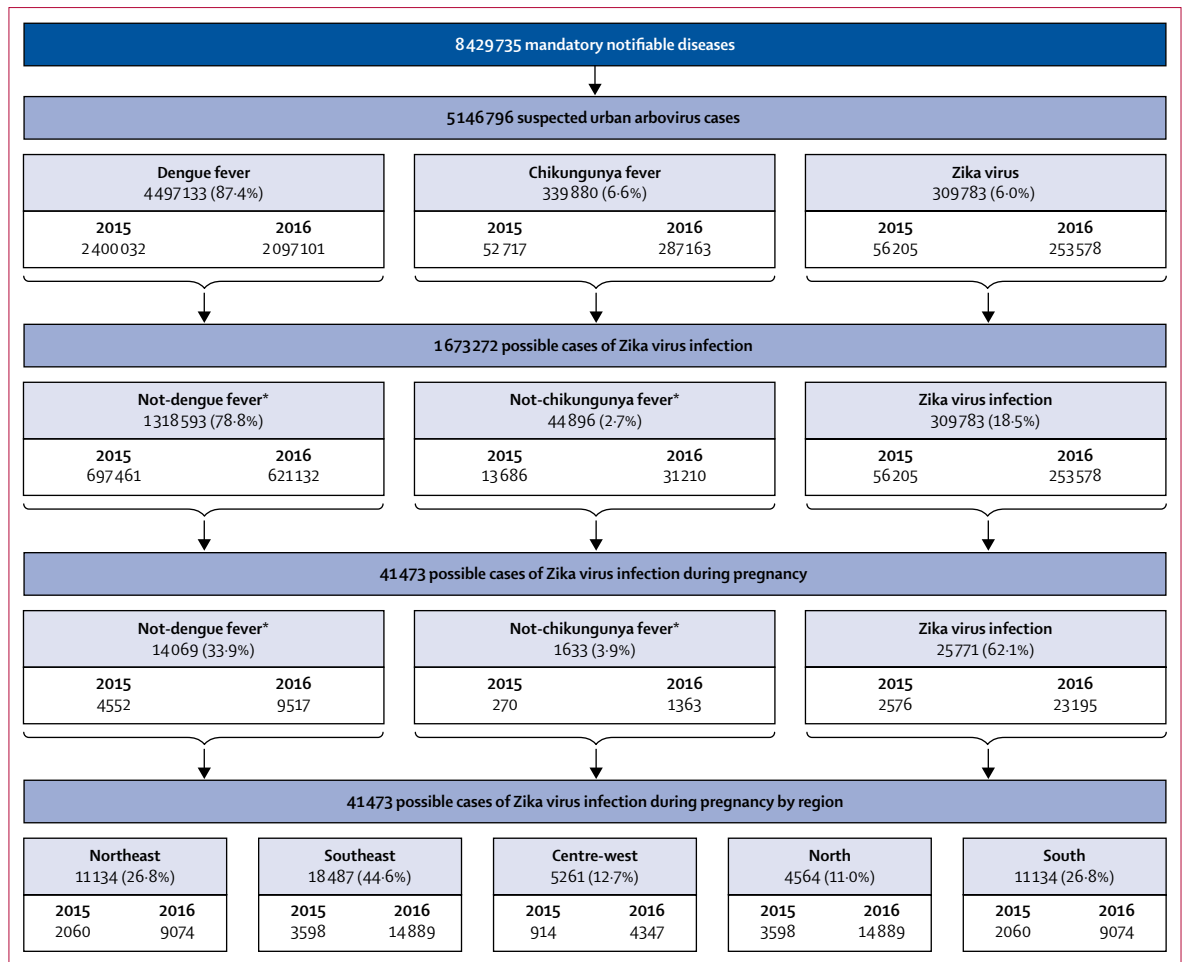 8 429 735 mandatory notifiable diseases
5 146 796 suspected urban arbovirus cases
Dengue fever
4 497 133 (87·4%)
2015 2016
2 400 032 2 097 101
Chikungunya fever
339 880 (6·6%)
2015 2016
52 717 287 163
Zika virus
309 783 (6·0%)
2015 2016
56 205 253 578
1 673 272 possible cases of Zika virus infection
Not-dengue fever*
1 318 593 (78·8%)
2015 2016
697 461 621 132
Not-chikungunya fever*
44 896 (2·7%)
2015 2016
13 686 31 210
Zika virus infection
309 783 (18·5%)
2015 2016
56 205 253 578
41 473 possible cases of Zika virus infection during pregnancy
Not-dengue fever*
14 069 (33·9%)
2015 2016
4552 9517
Not-chikungunya fever*
1633 (3·9%)
2015 2016
270 1363
Zika virus infection
25 771 (62·1%)
2015 2016
2576 23 195
41 473 possible cases of Zika virus infection during pregnancy by region
Northeast
11 134 (26·8%)
2015 2016
2060 9074
Southeast
18 487 (44·6%)
2015 2016
3598 14 889
Centre-west
5261 (12·7%)
2015 2016
914 4347
North
4564 (11·0%)
2015 2016
3598 14 889
South
11 134 (26·8%)
2015 2016
2060 9074